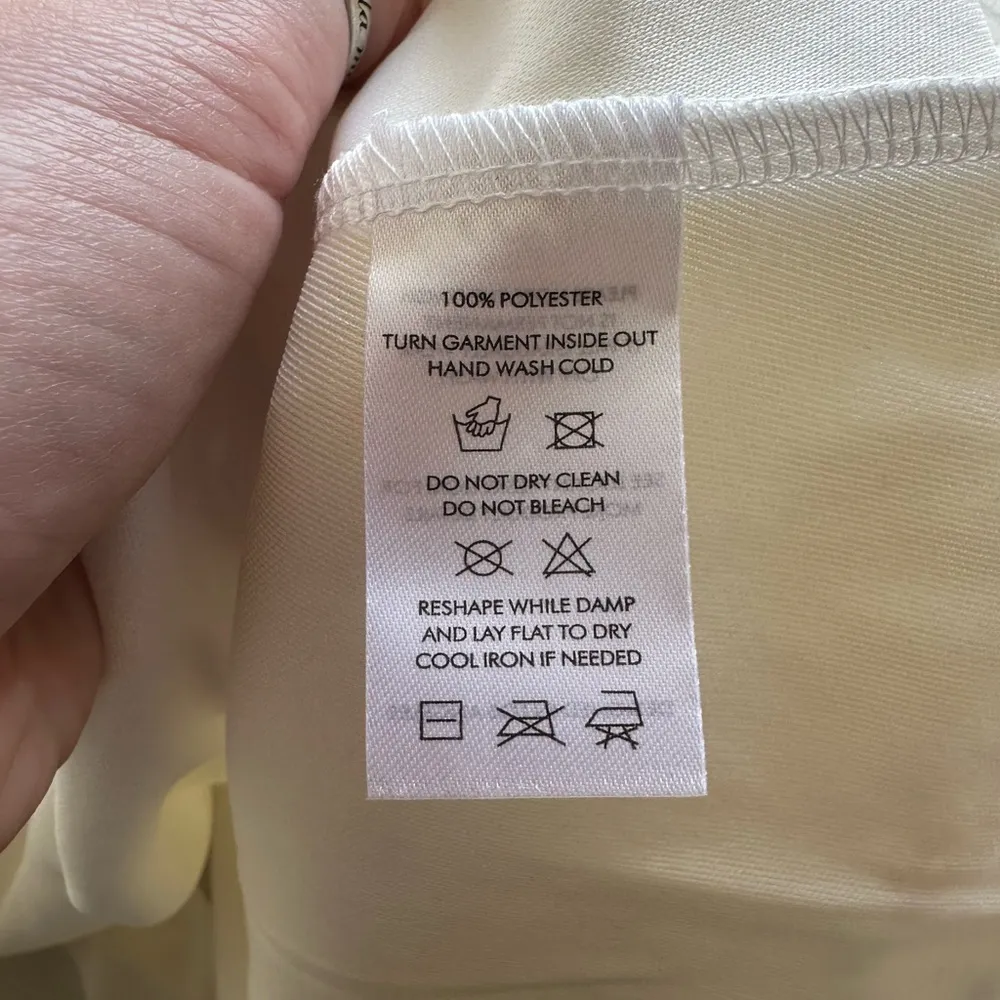 100% POLYESTER
TURN GARMENT INSIDE OUT
HAND WASH COLD
DO NOT DRY CLEAN
DO NOT BLEACH
RESHAPE WHILE DAMP
AND LAY FLAT TO DRY
COOL IRON IF NEEDED